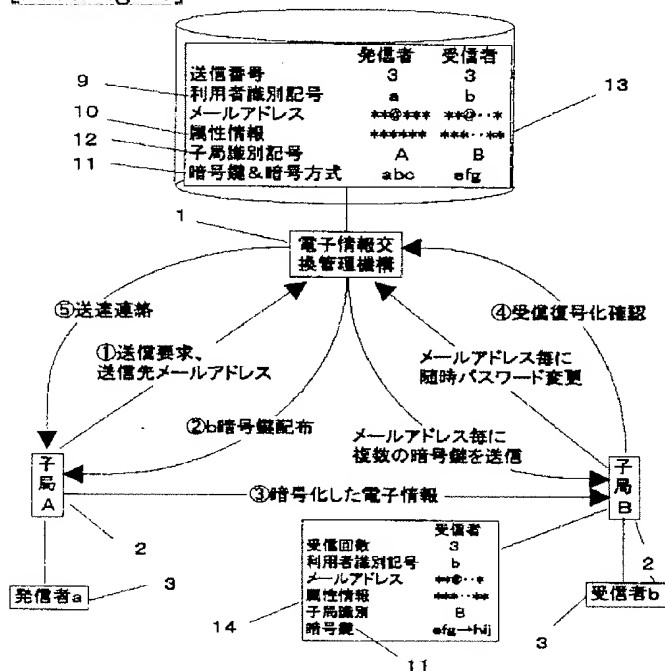 発信者 受信者
送信番号 3 3
利用者識別記号 a b
メールアドレス **@*** **@・・*
属性情報 ****** ***・・**
子局識別記号 A B
暗号鍵&暗号方式 abc efg
9
10
12
11
13
1
電子情報交
換管理機構
⑤送達連絡
①送信要求、
送信先メールアドレス
②b暗号鍵配布
④受信復号化確認
メールアドレス毎に
随時パスワード変更
メールアドレス毎に
複数の暗号鍵を送信
子局A
③暗号化した電子情報
子局B
2
発信者a
3
受信者
受信回数 3
利用者識別記号 b
メールアドレス **@・・*
属性情報 ***・・**
子局識別 B
暗号鍵 efg→hij
14
11
2
受信者b
3